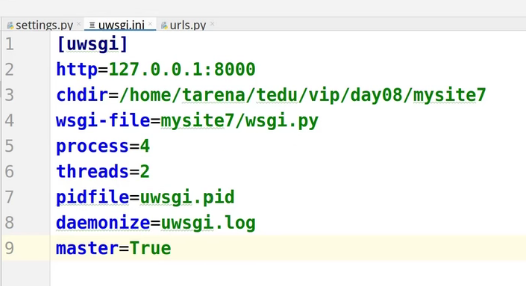 settings.py uwsgi.ini urls.py
1 [uwsgi]
2 http=127.0.0.1:8000
3 chdir=/home/tarena/tedu/vip/day08/mysite7
4 wsgi-file=mysite7/wsgi.py
5 process=4
6 threads=2
7 pidfile=uwsgi.pid
8 daemonize=uwsgi.log
9 master=True